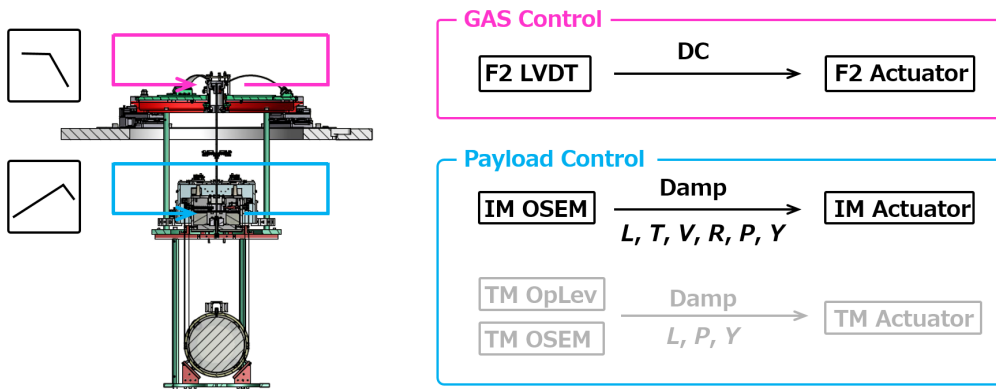 GAS Control
F2 LVDT
DC
F2 Actuator
Payload Control
IM OSEM
Damp
L, T, V, R, P, Y
IM Actuator
TM OpLev
TM OSEM
Damp
L, P, Y
TM Actuator